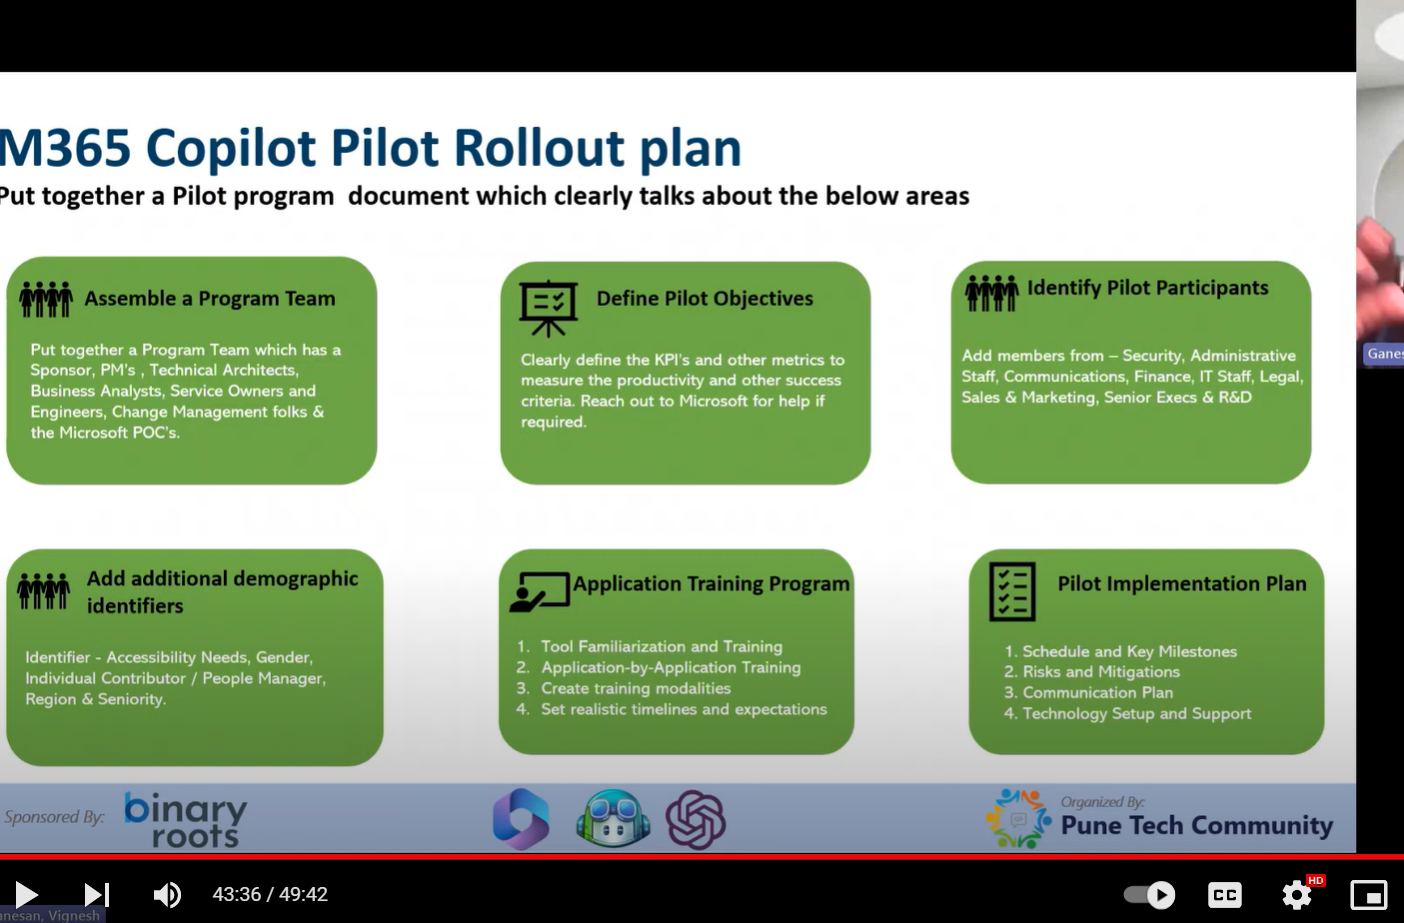 M365 Copilot Pilot Rollout plan
Put together a Pilot program document which clearly talks about the below areas
Assemble a Program Team
Put together a Program Team which has a
Sponsor, PM's , Technical Architects,
Business Analysts, Service Owners and
Engineers, Change Management folks &
the Microsoft POC's.
Define Pilot Objectives
Clearly define the KPI's and other metrics to
measure the productivity and other success
criteria. Reach out to Microsoft for help if
required.
Identify Pilot Participants
Add members from – Security, Administrative
Staff, Communications, Finance, IT Staff, Legal,
Sales & Marketing, Senior Execs & R&D
Ganes
Add additional demographic
identifiers
Identifier - Accessibility Needs, Gender,
Individual Contributor / People Manager,
Region & Seniority.
Application Training Program
1. Tool Familiarization and Training
2. Application-by-Application Training
3. Create training modalities
4. Set realistic timelines and expectations
Pilot Implementation Plan
1. Schedule and Key Milestones
2. Risks and Mitigations
3. Communication Plan
4. Technology Setup and Support
Sponsored By:
binary
roots
Organized By:
Pune Tech Community
43:36 / 49:42
CC
HD
anesan, Vignesh